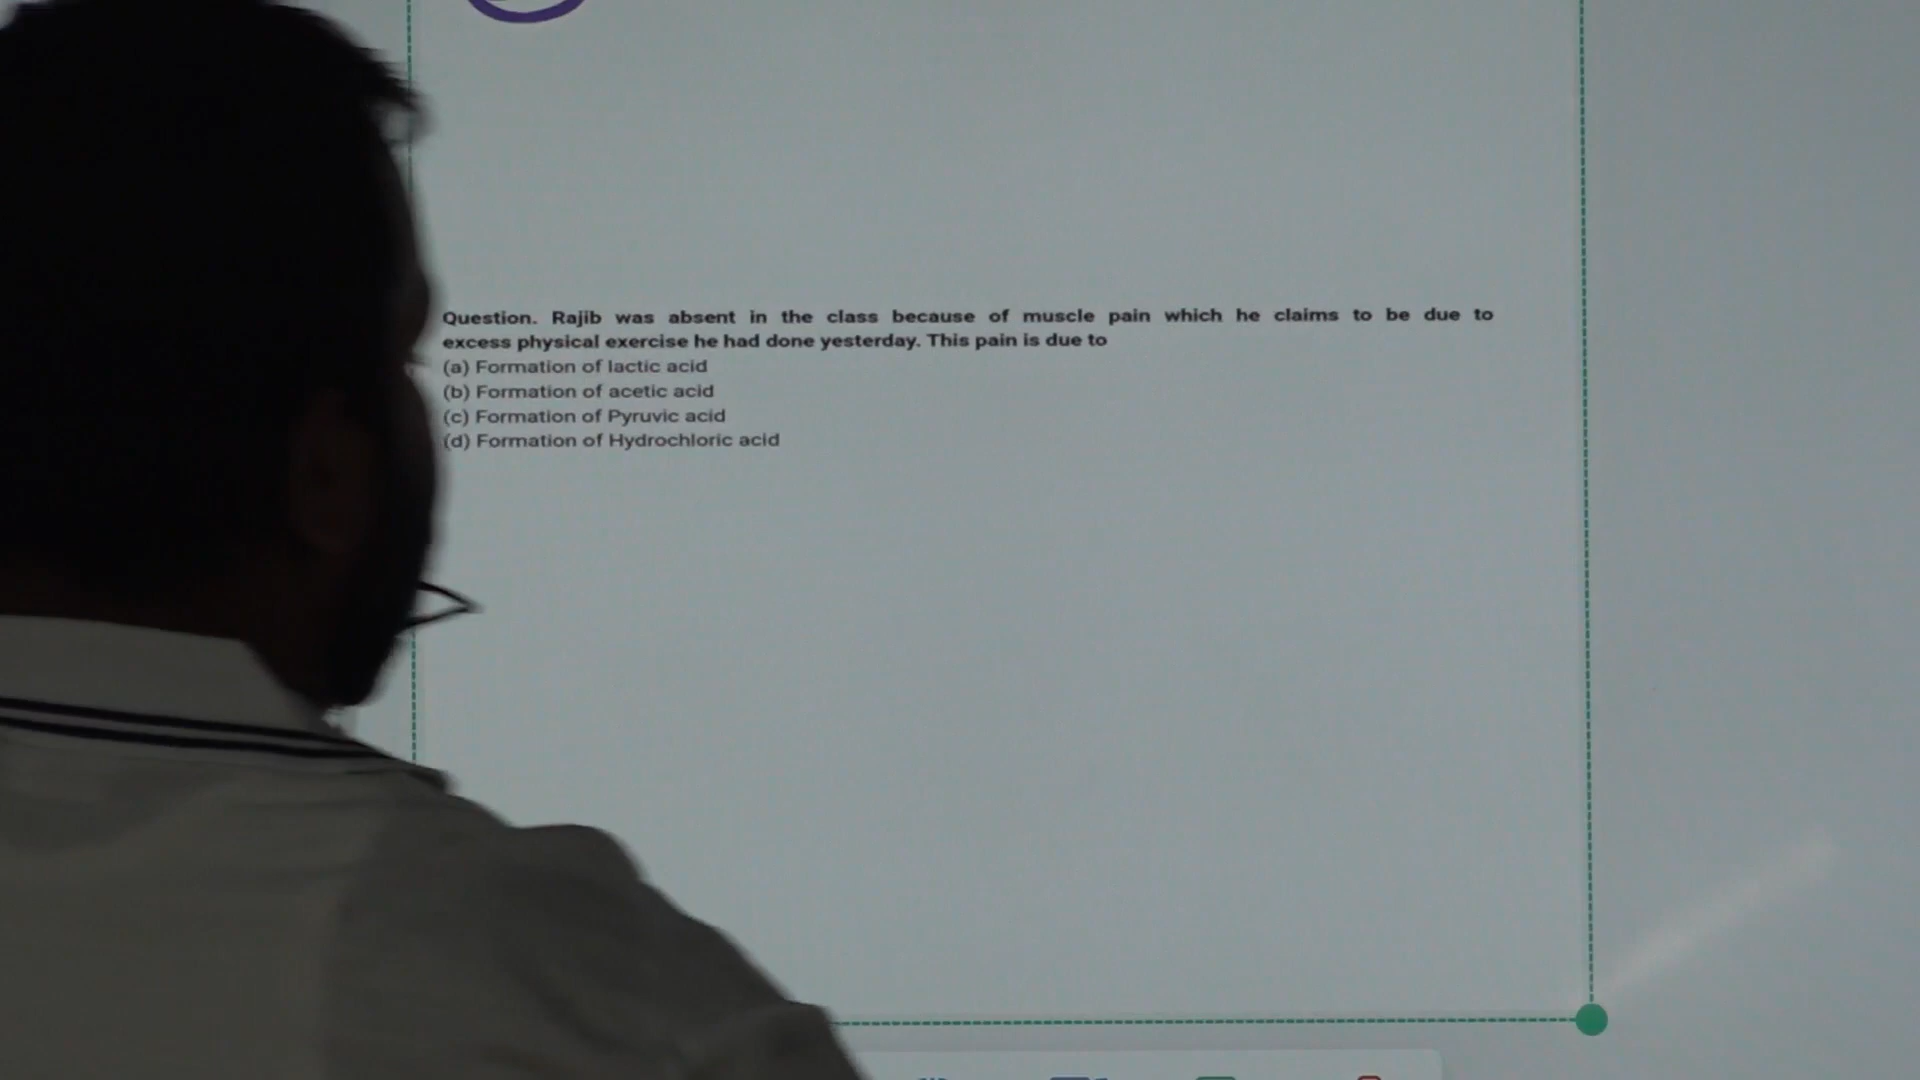 Question. Rajib was absent in the class because of muscle pain which he claims to be due to
excess physical exercise he had done yesterday. This pain is due to
(a) Formation of lactic acid
(b) Formation of acetic acid
(c) Formation of Pyruvic acid
(d) Formation of Hydrochloric acid